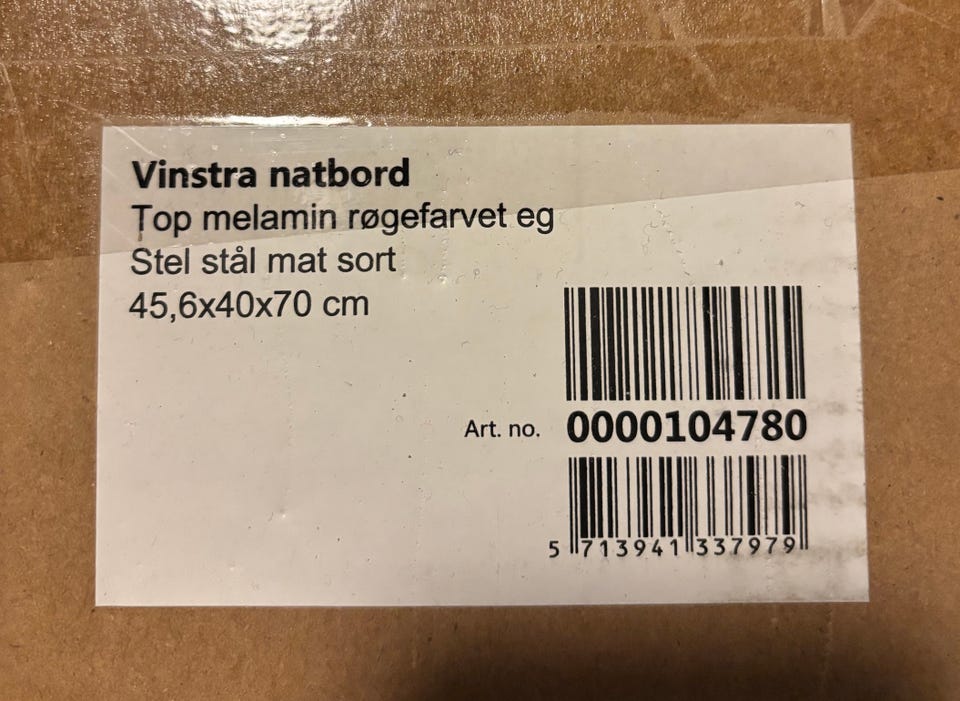 Vinstra natbord
Top melamin røgefarvet eg
Stel stål mat sort
45,6x40x70 cm
Art. no. 0000104780
5 713941 337979